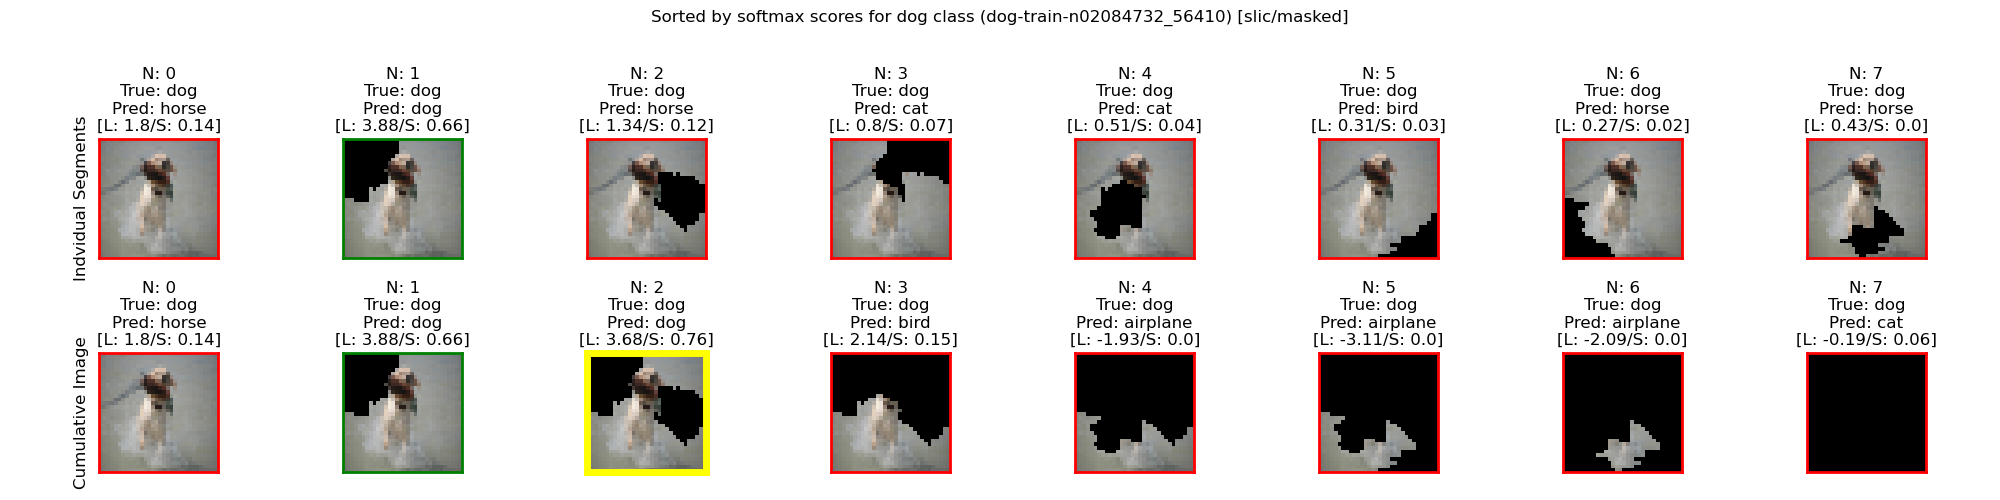 Sorted by softmax scores for dog class (dog-train-n02084732_56410) [slic/masked]
Individual Segments
N: 0
True: dog
Pred: horse
[L: 1.8/S: 0.14]
N: 1
True: dog
Pred: dog
[L: 3.88/S: 0.66]
N: 2
True: dog
Pred: horse
[L: 1.34/S: 0.12]
N: 3
True: dog
Pred: cat
[L: 0.8/S: 0.07]
N: 4
True: dog
Pred: cat
[L: 0.51/S: 0.04]
N: 5
True: dog
Pred: bird
[L: 0.31/S: 0.03]
N: 6
True: dog
Pred: horse
[L: 0.27/S: 0.02]
N: 7
True: dog
Pred: horse
[L: 0.43/S: 0.0]
Cumulative Image
N: 0
True: dog
Pred: horse
[L: 1.8/S: 0.14]
N: 1
True: dog
Pred: dog
[L: 3.88/S: 0.66]
N: 2
True: dog
Pred: dog
[L: 3.68/S: 0.76]
N: 3
True: dog
Pred: bird
[L: 2.14/S: 0.15]
N: 4
True: dog
Pred: airplane
[L: -1.93/S: 0.0]
N: 5
True: dog
Pred: airplane
[L: -3.11/S: 0.0]
N: 6
True: dog
Pred: airplane
[L: -2.09/S: 0.0]
N: 7
True: dog
Pred: cat
[L: -0.19/S: 0.06]